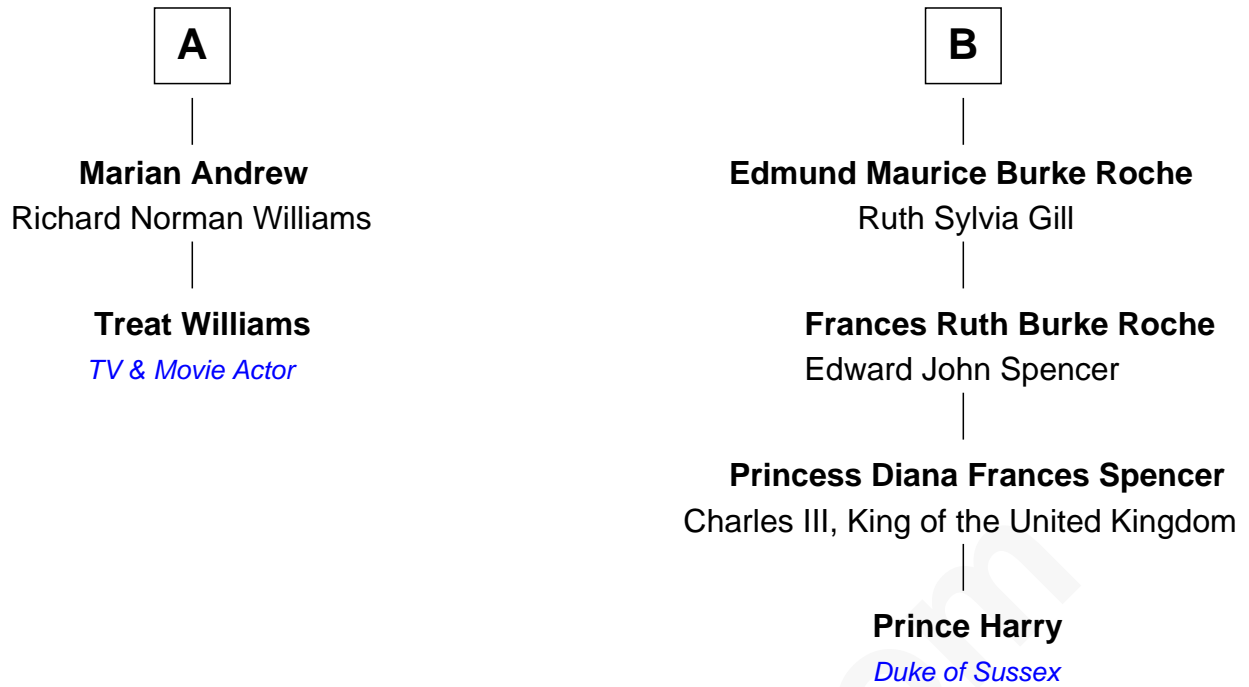 A
Marian Andrew
Richard Norman Williams
Treat Williams
TV & Movie Actor
B
Edmund Maurice Burke Roche
Ruth Sylvia Gill
Frances Ruth Burke Roche
Edward John Spencer
Princess Diana Frances Spencer
Charles III, King of the United Kingdom
Prince Harry
Duke of Sussex